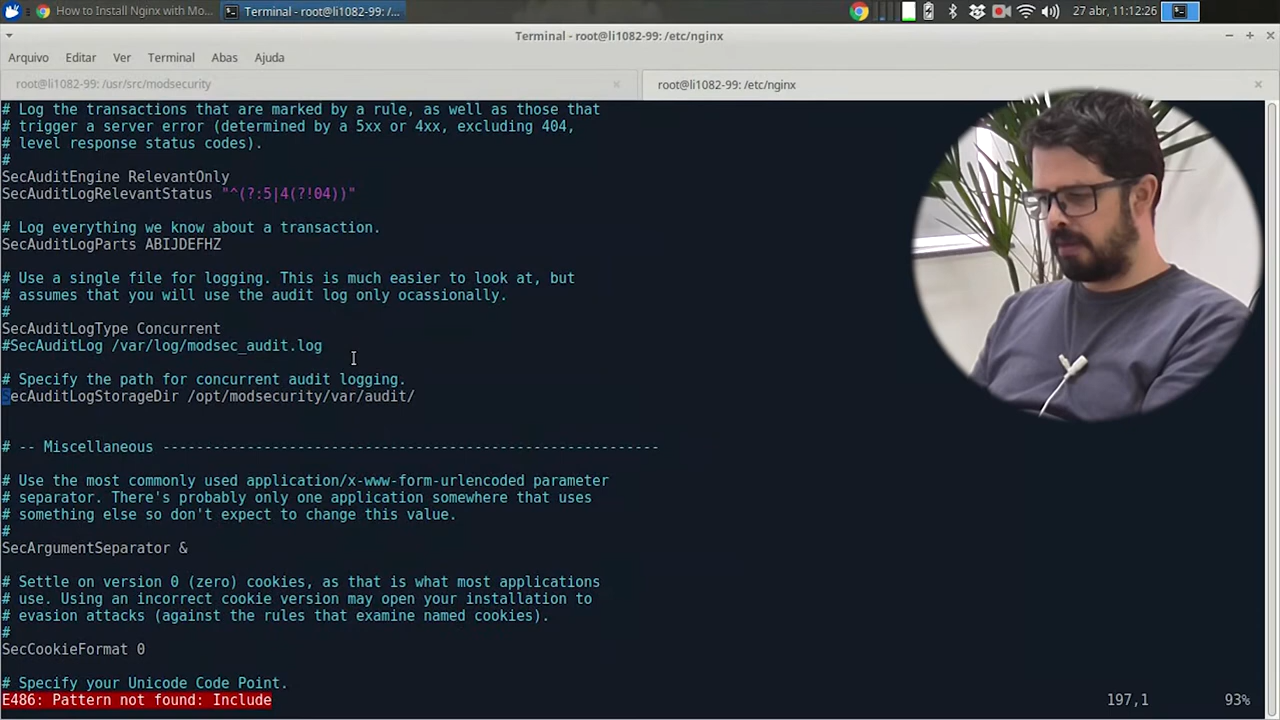 How to Install Nginx with Mo...
Terminal - root@li1082-99: /...
27 abr, 11:12:26
Terminal - root@li1082-99: /etc/nginx
Arquivo Editar Ver Terminal Abas Ajuda
root@li1082-99: /usr/src/modsecurity
root@li1082-99: /etc/nginx
# Log the transactions that are marked by a rule, as well as those that
# trigger a server error (determined by a 5xx or 4xx, excluding 404,
# level response status codes).
#
SecAuditEngine RelevantOnly
SecAuditLogRelevantStatus "^(?:5|4(?!04))"
# Log everything we know about a transaction.
SecAuditLogParts ABIJDEFHZ
# Use a single file for logging. This is much easier to look at, but
# assumes that you will use the audit log only ocassionally.
#
SecAuditLogType Concurrent
#SecAuditLog /var/log/modsec_audit.log
# Specify the path for concurrent audit logging.
SecAuditLogStorageDir /opt/modsecurity/var/audit/
# -- Miscellaneous -----------------------------------------------------------
# Use the most commonly used application/x-www-form-urlencoded parameter
# separator. There's probably only one application somewhere that uses
# something else so don't expect to change this value.
#
SecArgumentSeparator &
# Settle on version 0 (zero) cookies, as that is what most applications
# use. Using an incorrect cookie version may open your installation to
# evasion attacks (against the rules that examine named cookies).
#
SecCookieFormat 0
# Specify your Unicode Code Point.
E486: Pattern not found: Include
197,1
93%